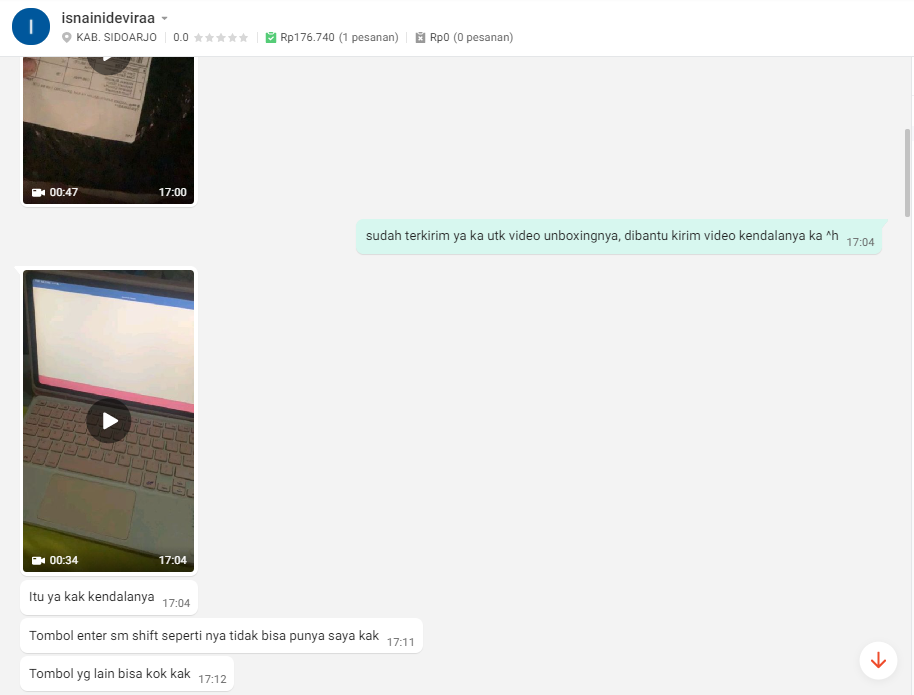 I
isnainideviraa
KAB. SIDOARJO 0.0 Rp176.740 (1 pesanan) Rp0 (0 pesanan)
00:47 17:00
sudah terkirim ya ka utk video unboxingnya, dibantu kirim video kendalanya ka ^h 17:04
00:34 17:04
Itu ya kak kendalanya 17:04
Tombol enter sm shift seperti nya tidak bisa punya saya kak 17:11
Tombol yg lain bisa kok kak 17:12